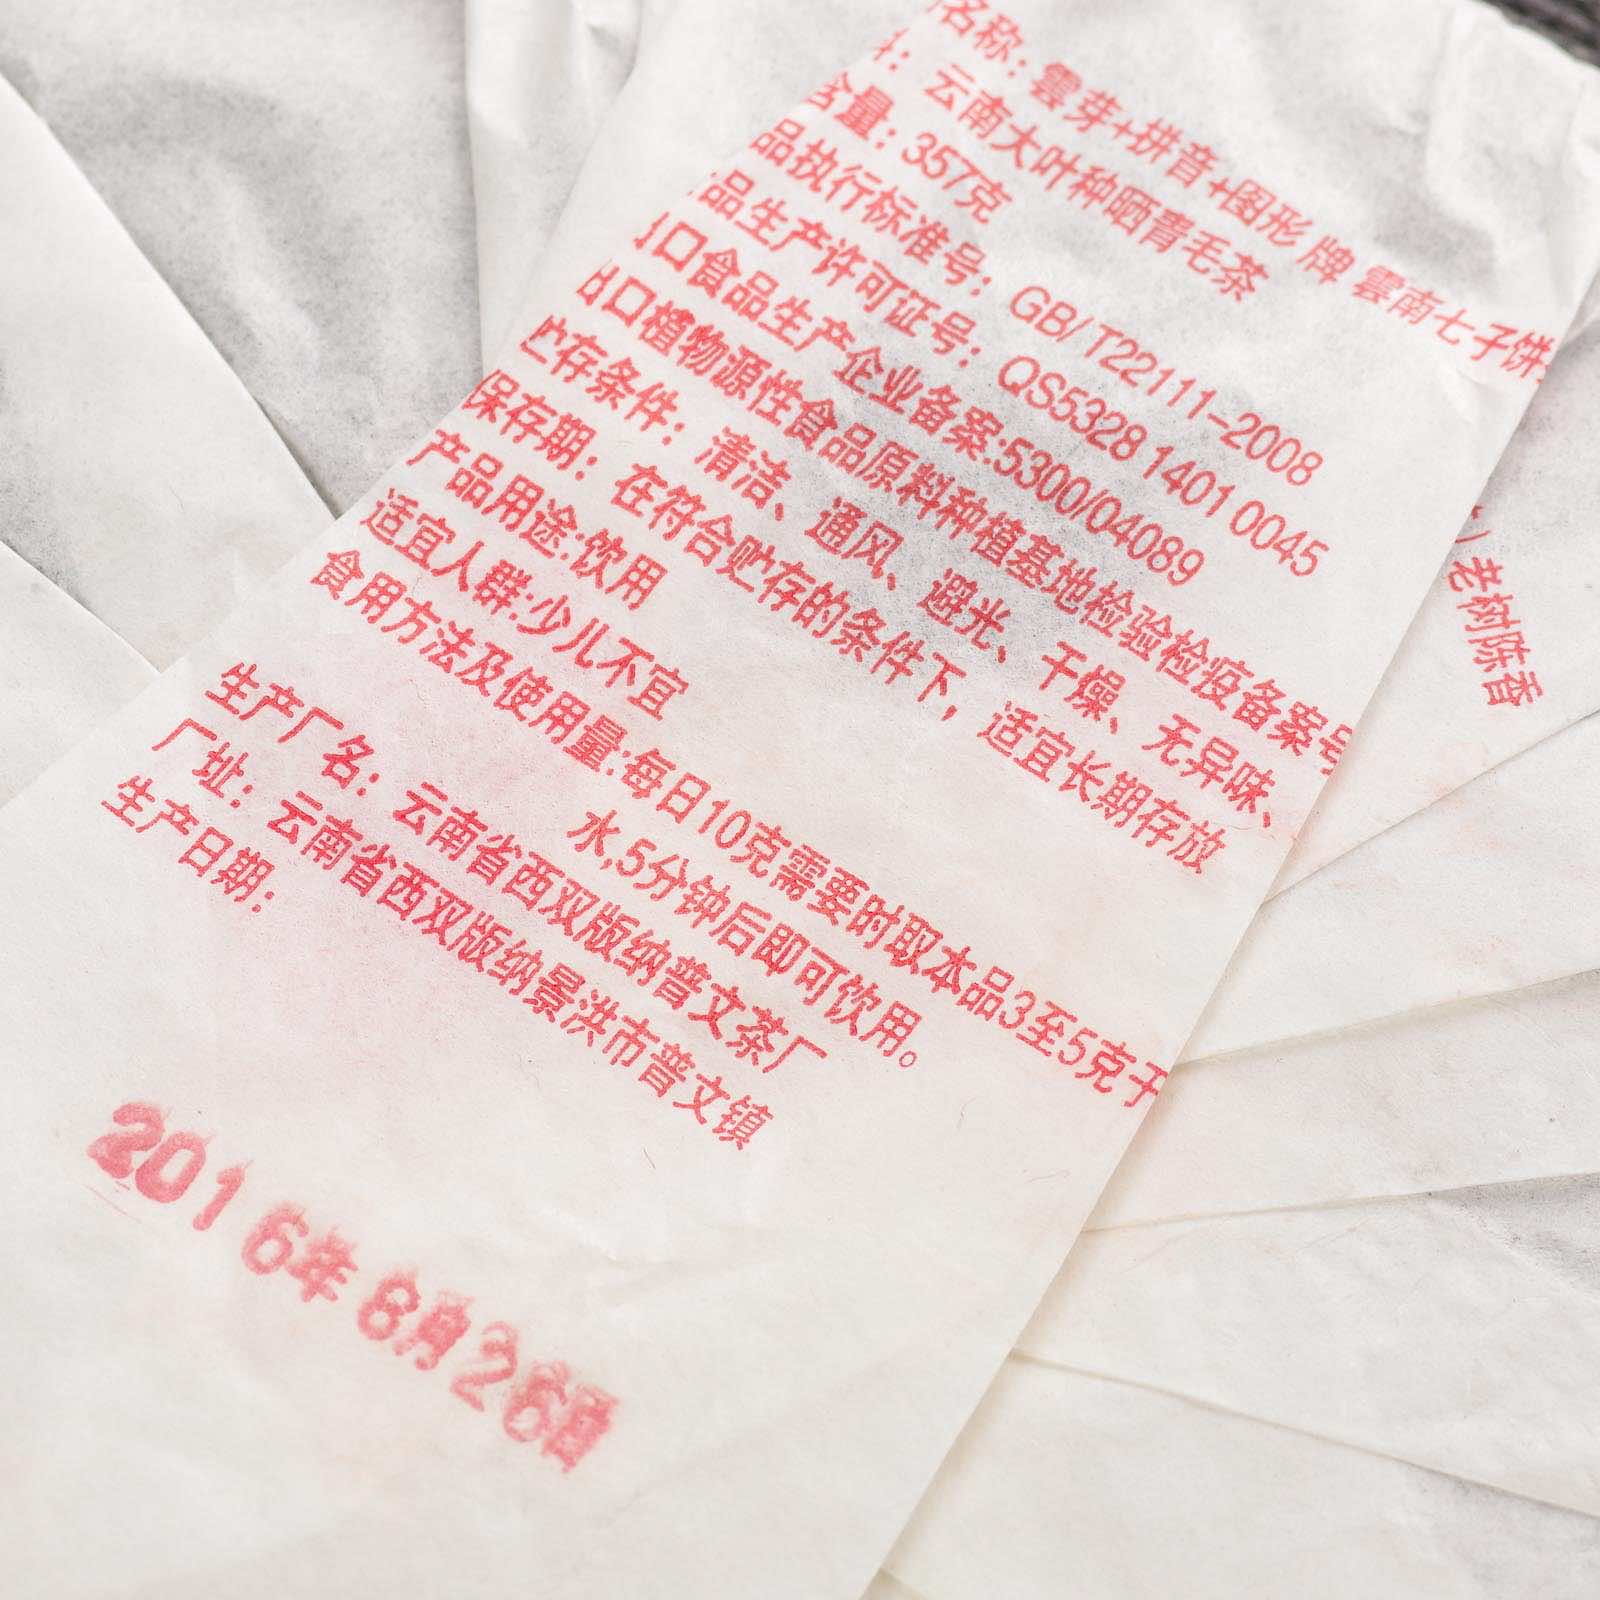 名称：雲芽+拼音+图形 牌 雲南七子饼
：云南大叶种晒青毛茶
含量：357克
品执行标准号：GB/T22111-2008
品生产许可证号：QS5328 1401 0045
口食品生产企业备案:5300/04089
出口植物源性食品原料种植基地检验检疫备案号
贮存条件：清洁、通风、避光、干燥、无异味、
保存期：在符合贮存的条件下，适宜长期存放
产品用途:饮用
适宜人群:少儿不宜
食用方法及使用量:每日10克需要时取本品3至5克于
水,5分钟后即可饮用。
生产厂名：云南省西双版纳普文茶厂
厂址：云南省西双版纳景洪市普文镇
生产日期：
2016年8月26日
）老树陈香